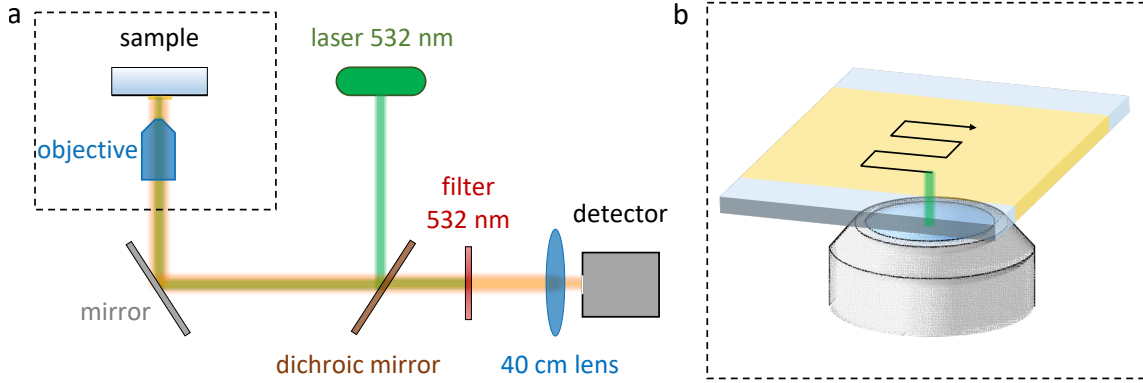 a
sample
laser 532 nm
objective
filter
532 nm
detector
mirror
dichroic mirror
40 cm lens
b